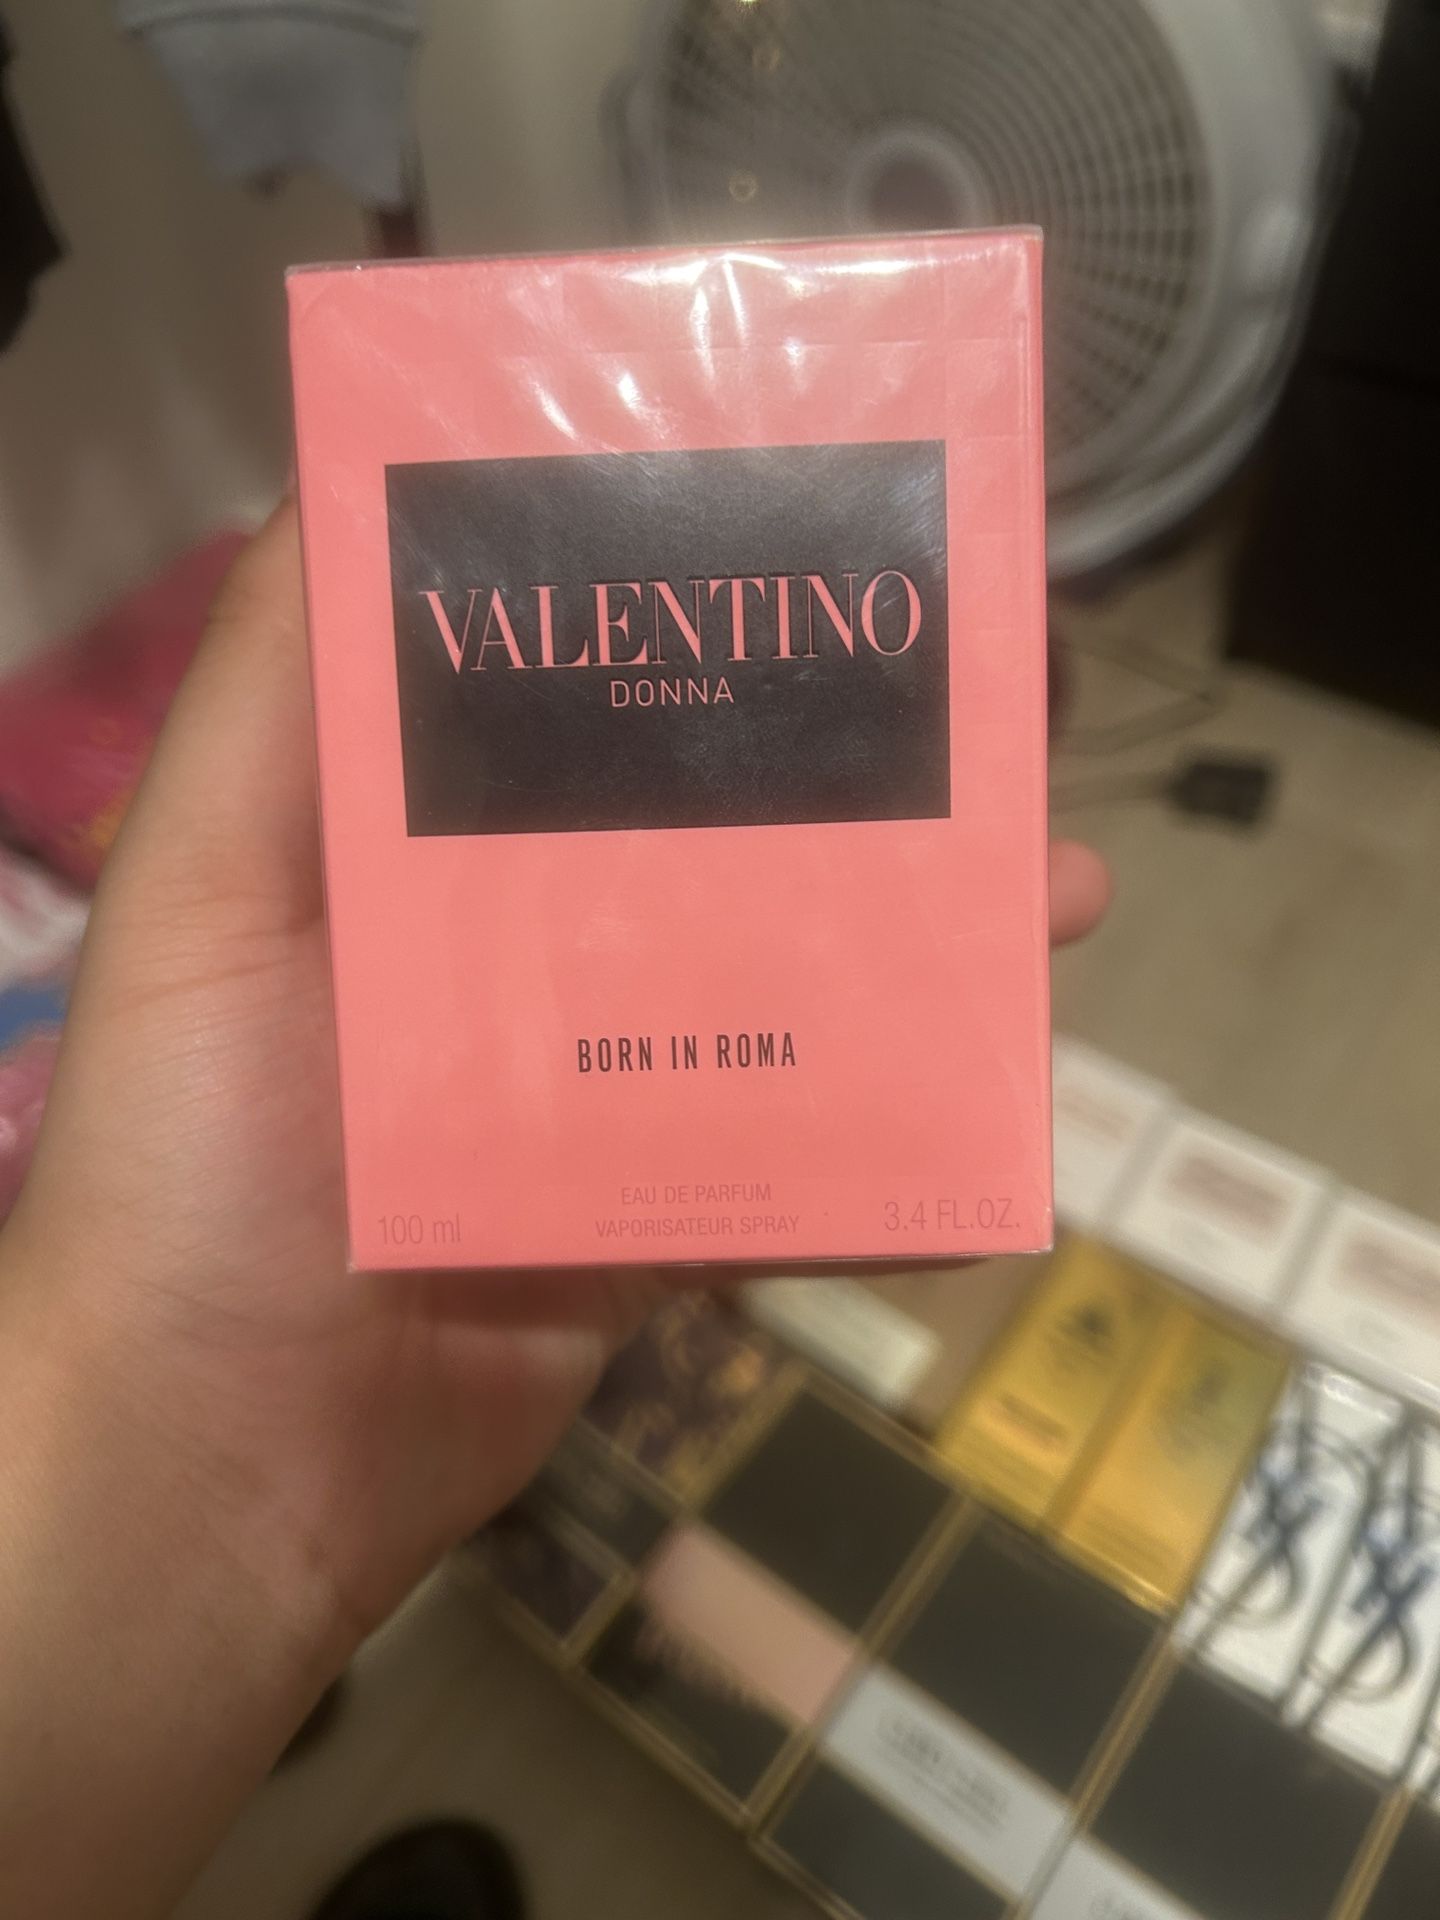 VALENTINO
DONNA
BORN IN ROMA
EAU DE PARFUM
VAPORISATEUR SPRAY
100 ml
3.4 FL.OZ.